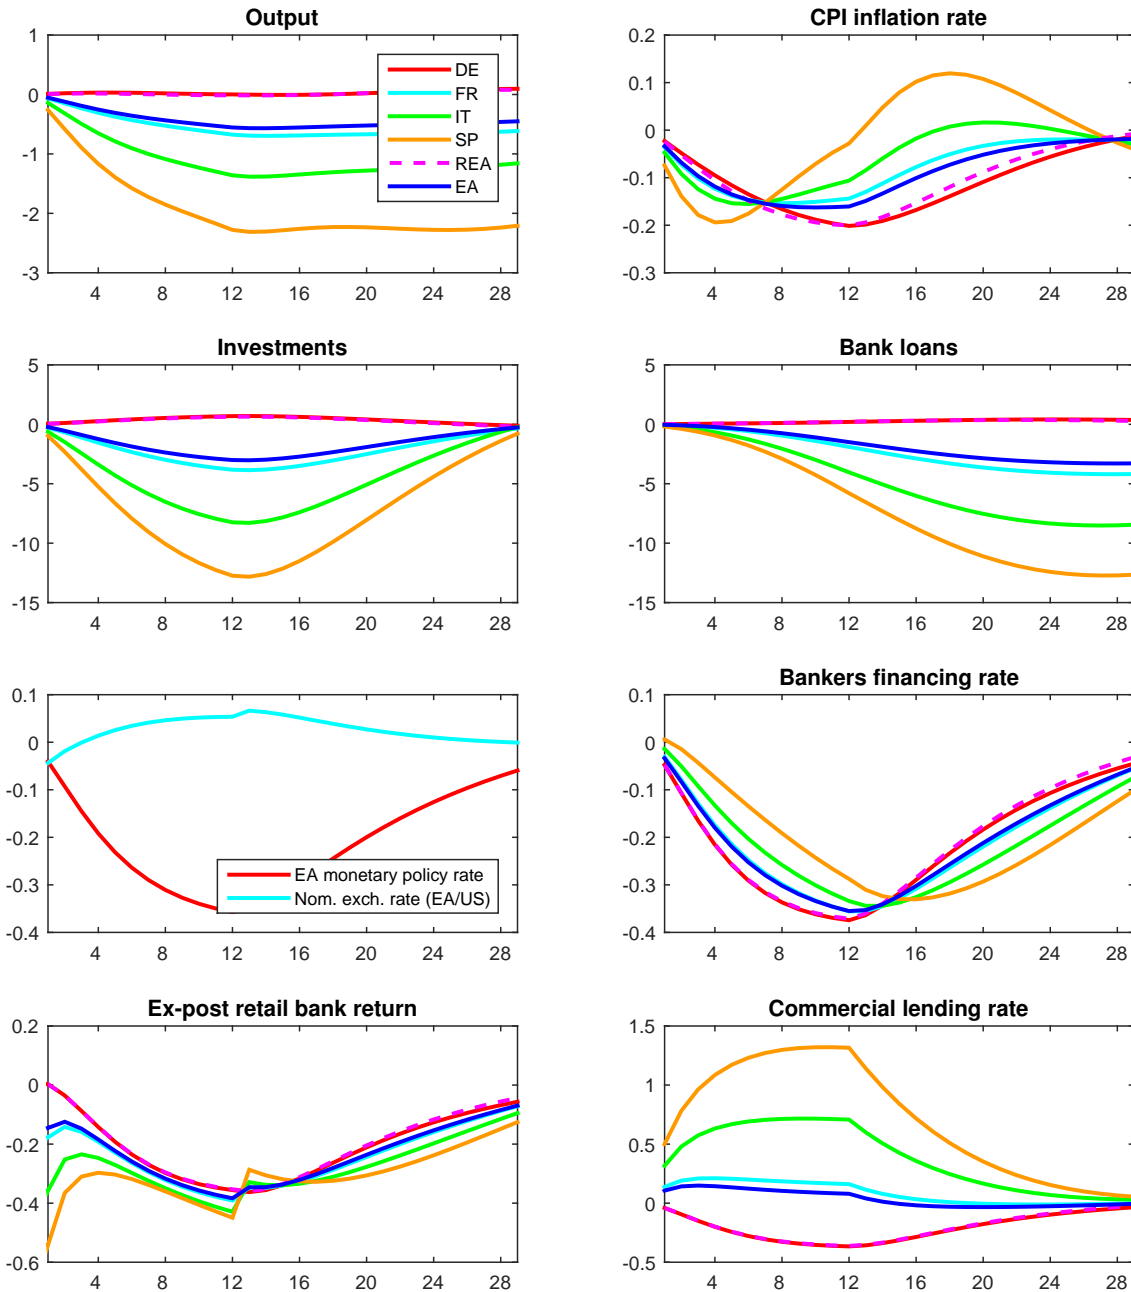 Output
1
0
-1
-2
-3
4 8 12 16 20 24 28
DE
FR
IT
SP
REA
EA
CPI inflation rate
0.2
0.1
0
-0.1
-0.2
-0.3
4 8 12 16 20 24 28
Investments
5
0
-5
-10
-15
4 8 12 16 20 24 28
Bank loans
5
0
-5
-10
-15
4 8 12 16 20 24 28
0.1
0
-0.1
-0.2
-0.3
-0.4
4 8 12 16 20 24 28
EA monetary policy rate
Nom. exch. rate (EA/US)
Bankers financing rate
0.1
0
-0.1
-0.2
-0.3
-0.4
4 8 12 16 20 24 28
Ex-post retail bank return
0.2
0
-0.2
-0.4
-0.6
4 8 12 16 20 24 28
Commercial lending rate
1.5
1
0.5
0
-0.5
4 8 12 16 20 24 28